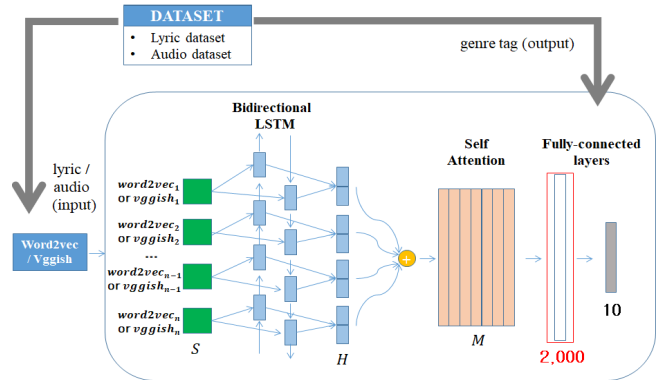 DATASET
• Lyric dataset
• Audio dataset
genre tag (output)
lyric /
audio
(input)
Word2vec
/ Vggish
Bidirectional
LSTM
Self
Attention
Fully-connected
layers
word2vec₁
or vggish₁
word2vec₂
or vggish₂
...
word2vecₙ₋₁
or vggishₙ₋₁
word2vecₙ
or vggishₙ
+
S
H
M
2,000
10